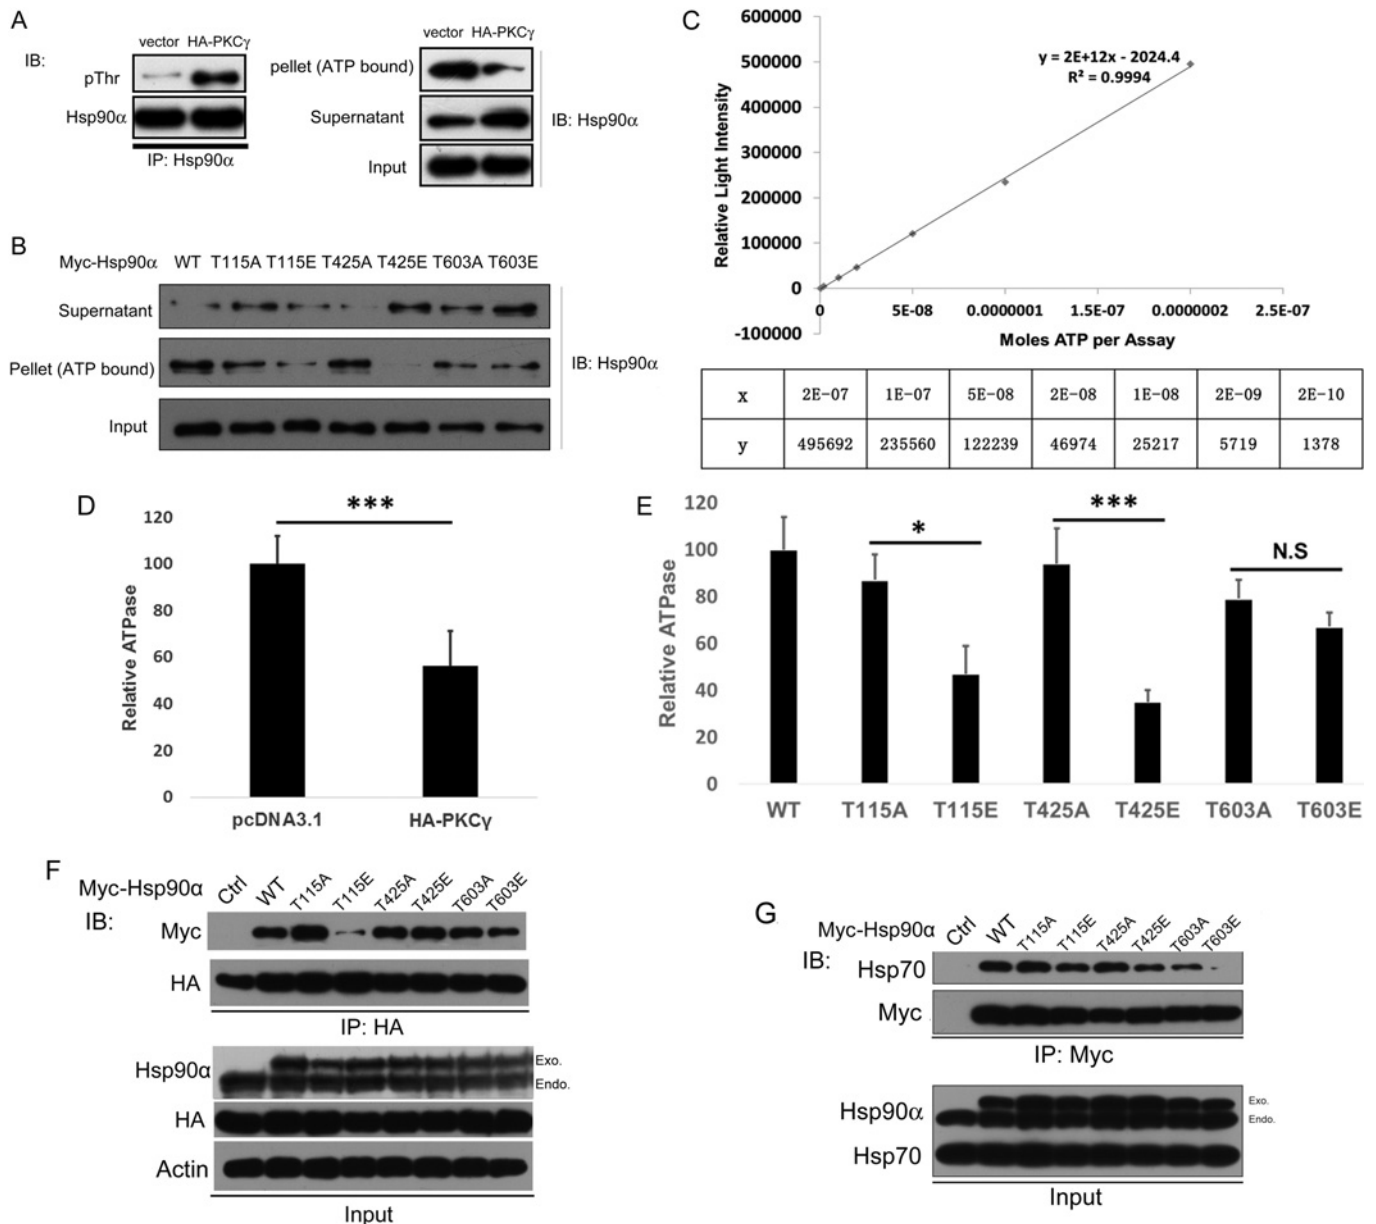 A
vector HA-PKCγ
IB:
pThr
Hsp90α
IP: Hsp90α
vector HA-PKCγ
pellet (ATP bound)
Supernatant
Input
IB: Hsp90α
B
Myc-Hsp90α WT T115A T115E T425A T425E T603A T603E
Supernatant
Pellet (ATP bound)
Input
IB: Hsp90α
C
Relative Light Intensity
600000
500000
400000
300000
200000
100000
0
-100000
y = 2E+12x - 2024.4
R² = 0.9994
0 5E-08 0.0000001 1.5E-07 0.0000002 2.5E-07
Moles ATP per Assay
x 2E-07 1E-07 5E-08 2E-08 1E-08 2E-09 2E-10
y 495692 235560 122239 46974 25217 5719 1378
D
Relative ATPase
120
100
80
60
40
20
0
***
pcDNA3.1 HA-PKCγ
E
Relative ATPase
120
100
80
60
40
20
0
*
***
N.S
WT T115A T115E T425A T425E T603A T603E
F
Myc-Hsp90α Ctrl WT T115A T115E T425A T425E T603A T603E
IB:
Myc
HA
IP: HA
Hsp90α
Exo.
Endo.
HA
Actin
Input
G
Myc-Hsp90α Ctrl WT T115A T115E T425A T425E T603A T603E
IB:
Hsp70
Myc
IP: Myc
Hsp90α
Exo.
Endo.
Hsp70
Input